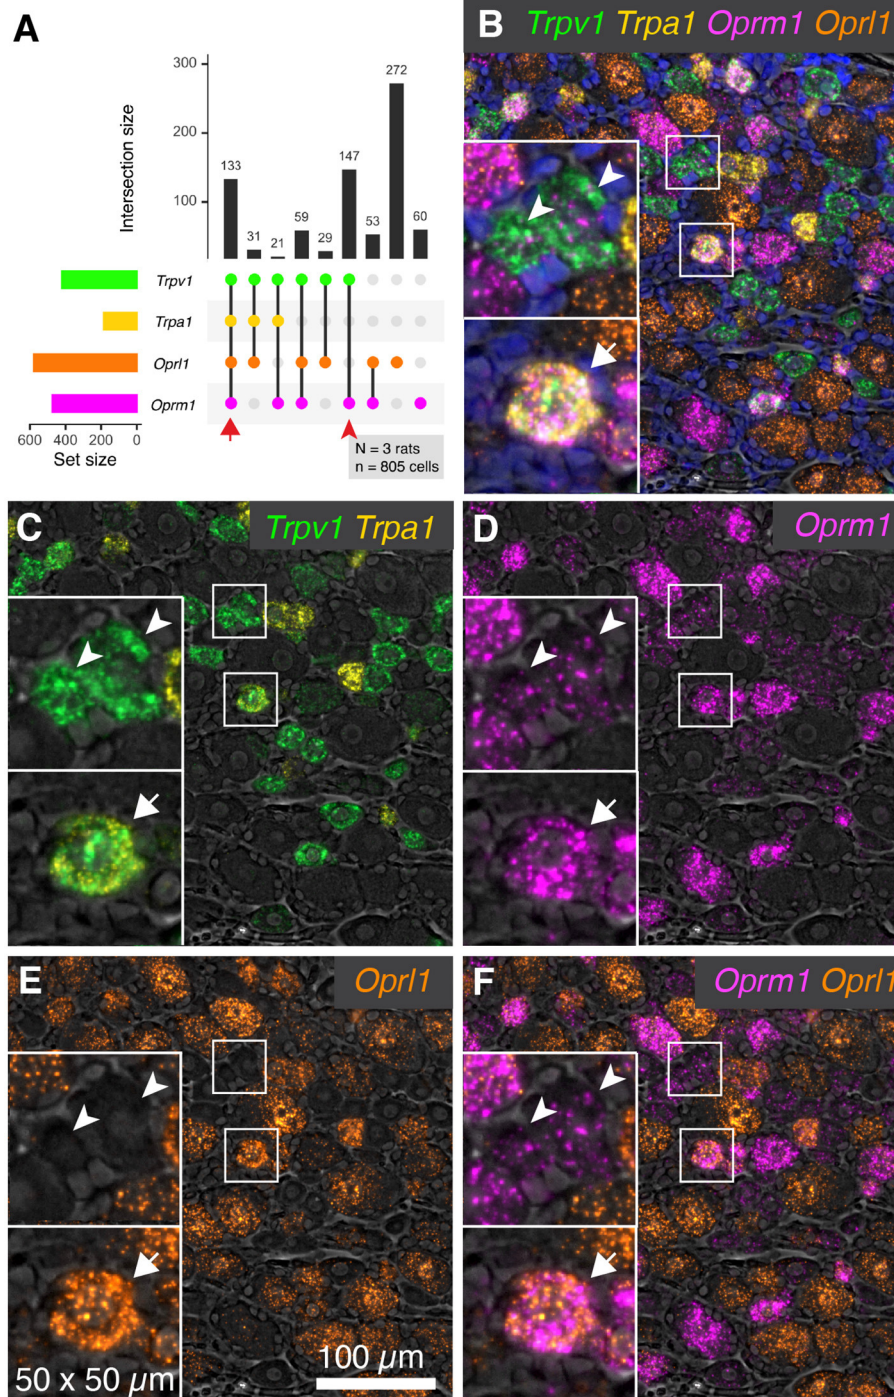 A
Intersection size
300
200
100
133
31
21
59
29
147
53
272
60
Trpv1
Trpa1
Oprl1
Oprm1
600 400 200 0
Set size
N = 3 rats
n = 805 cells
B Trpv1 Trpa1 Oprm1 Oprl1
C Trpv1 Trpa1
D Oprm1
E Oprl1
50 x 50 µm
100 µm
F Oprm1 Oprl1